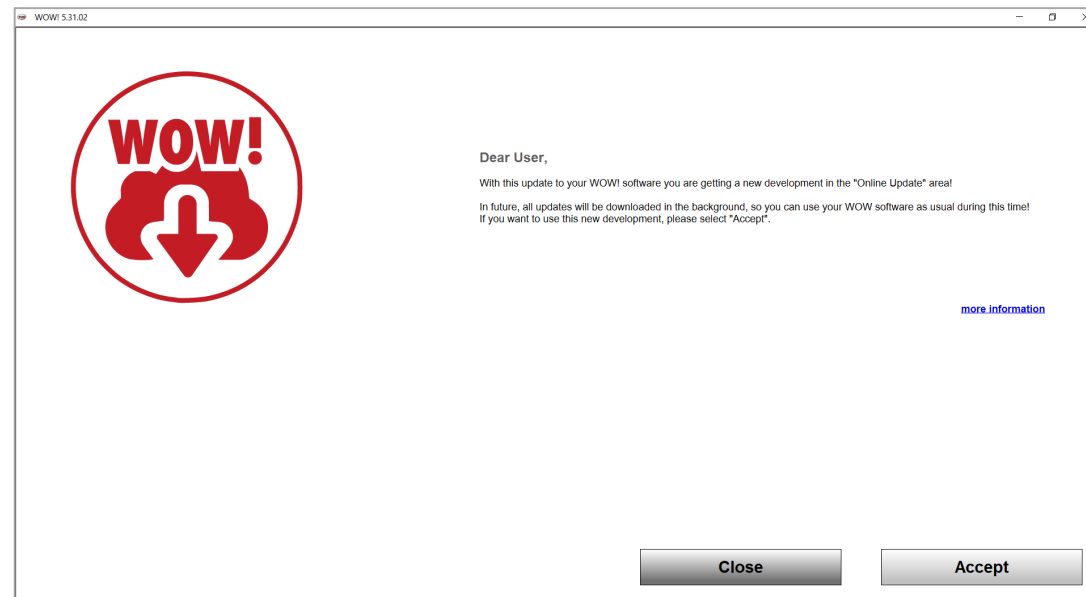 WOW! 5.31.02
WOW!
Dear User,
With this update to your WOW! software you are getting a new development in the "Online Update" area!
In future, all updates will be downloaded in the background, so you can use your WOW software as usual during this time!
If you want to use this new development, please select "Accept".
more information
Close
Accept